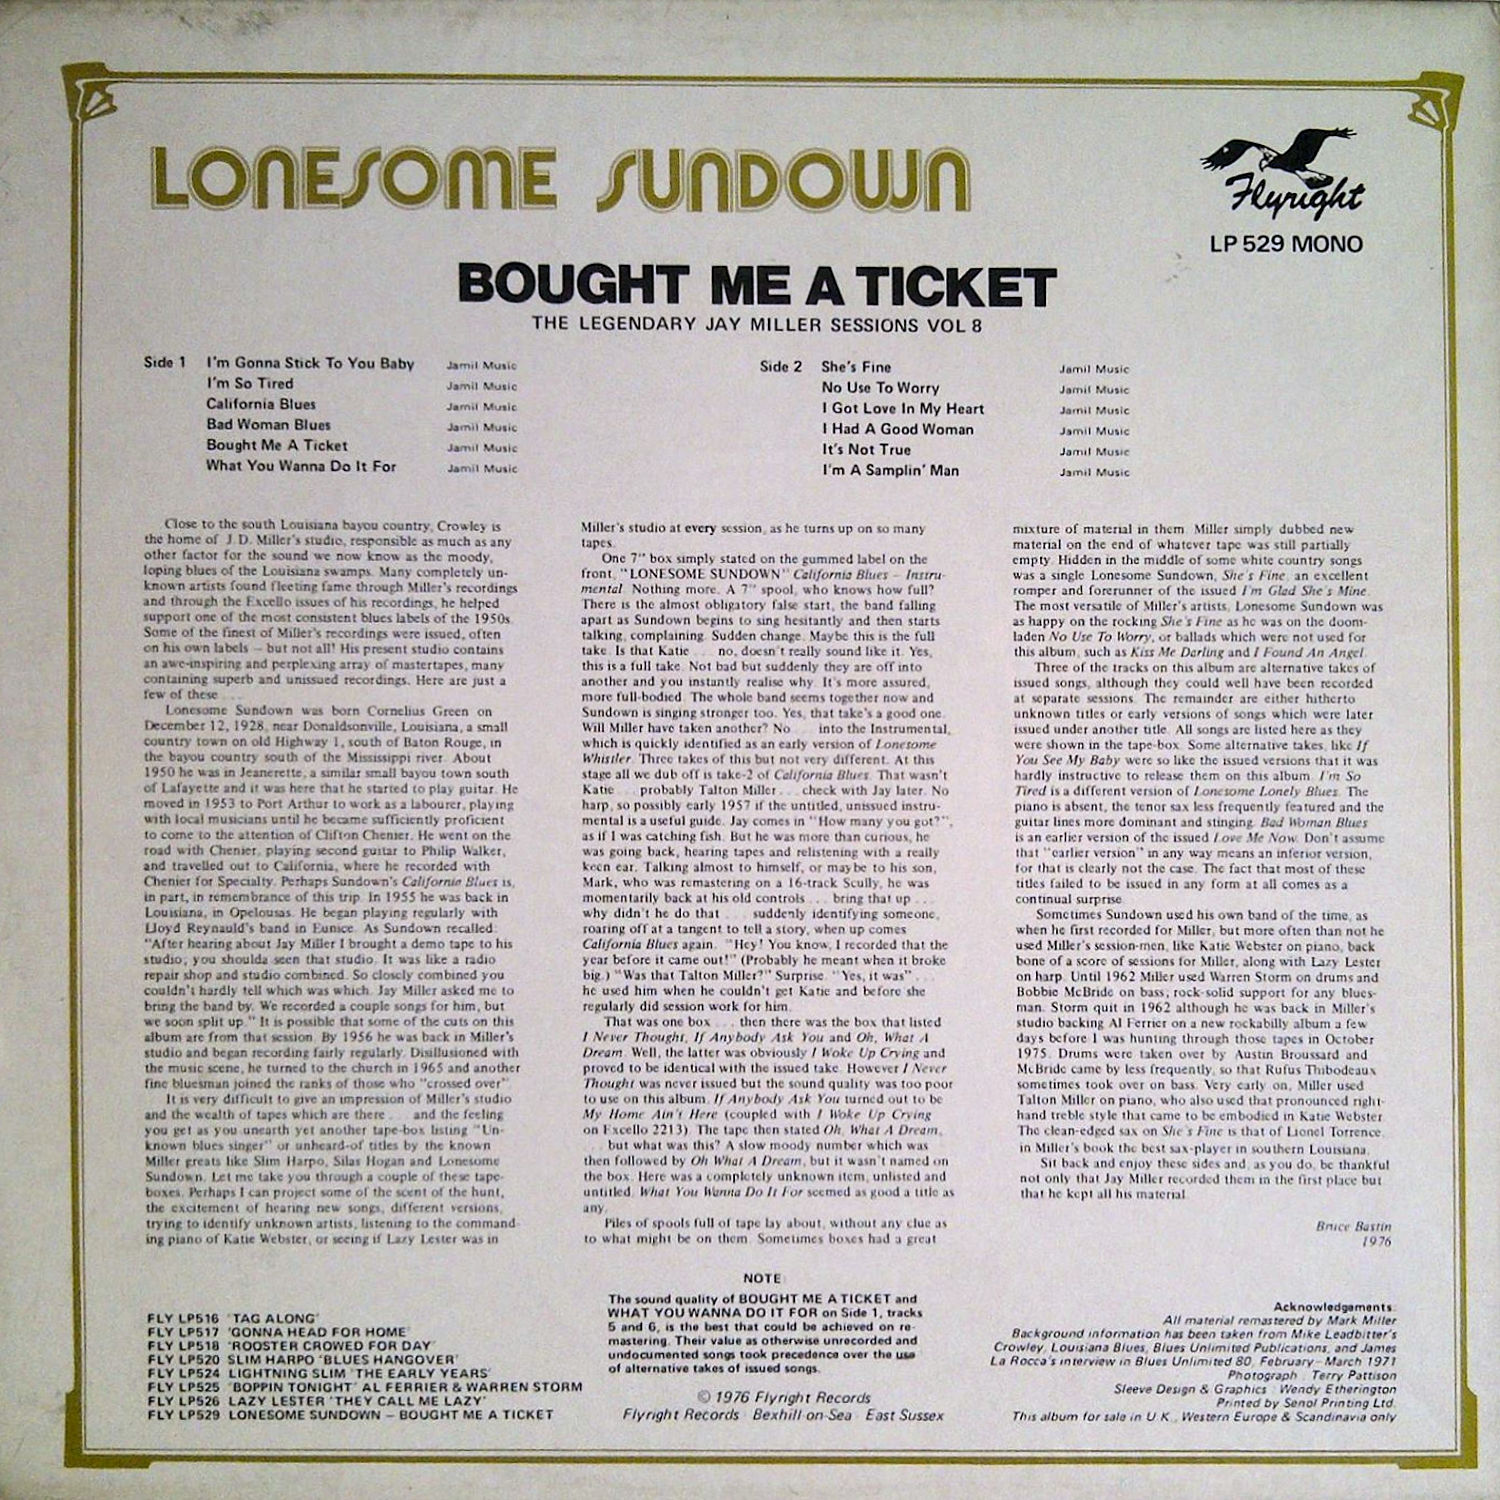 LONESOME SUNDOWN
Flyright
LP 529 MONO
BOUGHT ME A TICKET
THE LEGENDARY JAY MILLER SESSIONS VOL 8
Side 1 I'm Gonna Stick To You Baby Jamil Music
I'm So Tired Jamil Music
California Blues Jamil Music
Bad Woman Blues Jamil Music
Bought Me A Ticket Jamil Music
What You Wanna Do It For Jamil Music
Side 2 She's Fine Jamil Music
No Use To Worry Jamil Music
I Got Love In My Heart Jamil Music
I Had A Good Woman Jamil Music
It's Not True Jamil Music
I'm A Samplin' Man Jamil Music
Close to the south Louisiana bayou country, Crowley is
the home of J.D. Miller's studio, responsible as much as any
other factor for the sound we now know as the moody,
loping blues of the Louisiana swamps. Many completely un-
known artists found fleeting fame through Miller's recordings
and through the Excello issues of his recordings, he helped
support one of the most consistent blues labels of the 1950s.
Some of the finest of Miller's recordings were issued, often
on his own labels – but not all! His present studio contains
an awe-inspiring and perplexing array of mastertapes, many
containing superb and unissued recordings. Here are just a
few of these . . .
Lonesome Sundown was born Cornelius Green on
December 12, 1928, near Donaldsonville, Louisiana, a small
country town on old Highway 1, south of Baton Rouge, in
the bayou country south of the Mississippi river. About
1950 he was in Jeanerette, a similar small bayou town south
of Lafayette and it was here that he started to play guitar. He
moved in 1953 to Port Arthur to work as a labourer, playing
with local musicians until he became sufficiently proficient
to come to the attention of Clifton Chenier. He went on the
road with Chenier, playing second guitar to Philip Walker,
and travelled out to California, where he recorded with
Chenier for Specialty. Perhaps Sundown's California Blues is,
in part, in remembrance of this trip. In 1955 he was back in
Louisiana, in Opelousas. He began playing regularly with
Lloyd Reynauld's band in Eunice. As Sundown recalled:
"After hearing about Jay Miller I brought a demo tape to his
studio; you shoulda seen that studio. It was like a radio
repair shop and studio combined. So closely combined you
couldn't hardly tell which was which. Jay Miller asked me to
bring the band by. We recorded a couple songs for him, but
we soon split up." It is possible that some of the cuts on this
album are from that session. By 1956 he was back in Miller's
studio and began recording fairly regularly. Disillusioned with
the music scene, he turned to the church in 1965 and another
fine bluesman joined the ranks of those who "crossed over"
It is very difficult to give an impression of Miller's studio
and the wealth of tapes which are there . . . and the feeling
you get as you unearth yet another tape-box listing "Un-
known blues singer" or unheard-of titles by the known
Miller greats like Slim Harpo, Silas Hogan and Lonesome
Sundown. Let me take you through a couple of these tape-
boxes. Perhaps I can project some of the scent of the hunt,
the excitement of hearing new songs, different versions,
trying to identify unknown artists, listening to the command-
ing piano of Katie Webster, or seeing if Lazy Lester was in
Miller's studio at every session, as he turns up on so many
tapes.
One 7" box simply stated on the gummed label on the
front, "LONESOME SUNDOWN" California Blues – Instru-
mental. Nothing more. A 7" spool, who knows how full?
There is the almost obligatory false start, the band falling
apart as Sundown begins to sing hesitantly and then starts
talking, complaining. Sudden change. Maybe this is the full
take. Is that Katie . . . no, doesn't really sound like it. Yes,
this is a full take. Not bad but suddenly they are off into
another and you instantly realise why. It's more assured,
more full-bodied. The whole band seems together now and
Sundown is singing stronger too. Yes, that take's a good one.
Will Miller have taken another? No . . . into the Instrumental,
which is quickly identified as an early version of Lonesome
Whistler. Three takes of this but not very different. At this
stage all we dub off is take-2 of California Blues. That wasn't
Katie . . . probably Talton Miller . . . check with Jay later. No
harp, so possibly early 1957 if the untitled, unissued instru-
mental is a useful guide. Jay comes in "How many you got?",
as if I was catching fish. But he was more than curious, he
was going back, hearing tapes and relistening with a really
keen ear. Talking almost to himself, or maybe to his son,
Mark, who was remastering on a 16-track Scully, he was
momentarily back at his old controls . . . bring that up . . .
why didn't he do that . . . suddenly identifying someone,
roaring off at a tangent to tell a story, when up comes
California Blues again. "Hey! You know, I recorded that the
year before it came out!" (Probably he meant when it broke
big.) "Was that Talton Miller?" Surprise. "Yes, it was" . . .
he used him when he couldn't get Katie and before she
regularly did session work for him.
That was one box . . . then there was the box that listed
I Never Thought, If Anybody Ask You and Oh, What A
Dream. Well, the latter was obviously I Woke Up Crying and
proved to be identical with the issued take. However I Never
Thought was never issued but the sound quality was too poor
to use on this album. If Anybody Ask You turned out to be
My Home Ain't Here (coupled with I Woke Up Crying
on Excello 2213). The tape then stated Oh, What A Dream,
. . . but what was this? A slow moody number which was
then followed by Oh What A Dream, but it wasn't named on
the box. Here was a completely unknown item, unlisted and
untitled. What You Wanna Do It For seemed as good a title as
any.
Piles of spools full of tape lay about, without any clue as
to what might be on them. Sometimes boxes had a great
mixture of material in them. Miller simply dubbed new
material on the end of whatever tape was still partially
empty. Hidden in the middle of some white country songs
was a single Lonesome Sundown, She's Fine, an excellent
romper and forerunner of the issued I'm Glad She's Mine.
The most versatile of Miller's artists, Lonesome Sundown was
as happy on the rocking She's Fine as he was on the doom-
laden No Use To Worry, or ballads which were not used for
this album, such as Kiss Me Darling and I Found An Angel.
Three of the tracks on this album are alternative takes of
issued songs, although they could well have been recorded
at separate sessions. The remainder are either hitherto
unknown titles or early versions of songs which were later
issued under another title. All songs are listed here as they
were shown in the tape-box. Some alternative takes, like If
You See My Baby were so like the issued versions that it was
hardly instructive to release them on this album. I'm So
Tired is a different version of Lonesome Lonely Blues. The
piano is absent, the tenor sax less frequently featured and the
guitar lines more dominant and stinging. Bad Woman Blues
is an earlier version of the issued Love Me Now. Don't assume
that "earlier version" in any way means an inferior version,
for that is clearly not the case. The fact that most of these
titles failed to be issued in any form at all comes as a
continual surprise.
Sometimes Sundown used his own band of the time, as
when he first recorded for Miller, but more often than not he
used Miller's session-men, like Katie Webster on piano, back
bone of a score of sessions for Miller, along with Lazy Lester
on harp. Until 1962 Miller used Warren Storm on drums and
Bobbie McBride on bass; rock-solid support for any blues-
man. Storm quit in 1962 although he was back in Miller's
studio backing Al Ferrier on a new rockabilly album a few
days before I was hunting through those tapes in October
1975. Drums were taken over by Austin Broussard and
McBride came by less frequently, so that Rufus Thibodeaux
sometimes took over on bass. Very early on, Miller used
Talton Miller on piano, who also used that pronounced right-
hand treble style that came to be embodied in Katie Webster.
The clean-edged sax on She's Fine is that of Lionel Torrence,
in Miller's book the best sax-player in southern Louisiana.
Sit back and enjoy these sides and, as you do, be thankful
not only that Jay Miller recorded them in the first place but
that he kept all his material.
Bruce Bastin
1976
FLY LP516 'TAG ALONG'
FLY LP517 'GONNA HEAD FOR HOME'
FLY LP518 'ROOSTER CROWED FOR DAY'
FLY LP520 SLIM HARPO 'BLUES HANGOVER'
FLY LP524 LIGHTNING SLIM 'THE EARLY YEARS'
FLY LP525 'BOPPIN TONIGHT' AL FERRIER & WARREN STORM
FLY LP526 LAZY LESTER 'THEY CALL ME LAZY'
FLY LP529 LONESOME SUNDOWN – BOUGHT ME A TICKET
NOTE
The sound quality of BOUGHT ME A TICKET and
WHAT YOU WANNA DO IT FOR on Side 1, tracks
5 and 6, is the best that could be achieved on re-
mastering. Their value as otherwise unrecorded and
undocumented songs took precedence over the use
of alternative takes of issued songs.
© 1976 Flyright Records
Flyright Records · Bexhill-on-Sea · East Sussex
Acknowledgements:
All material remastered by Mark Miller
Background information has been taken from Mike Leadbitter's
Crowley, Louisiana Blues, Blues Unlimited Publications, and James
La Rocca's interview in Blues Unlimited 80, February–March 1971
Photograph : Terry Pattison
Sleeve Design & Graphics : Wendy Etherington
Printed by Senol Printing Ltd.
This album for sale in U.K., Western Europe & Scandinavia only